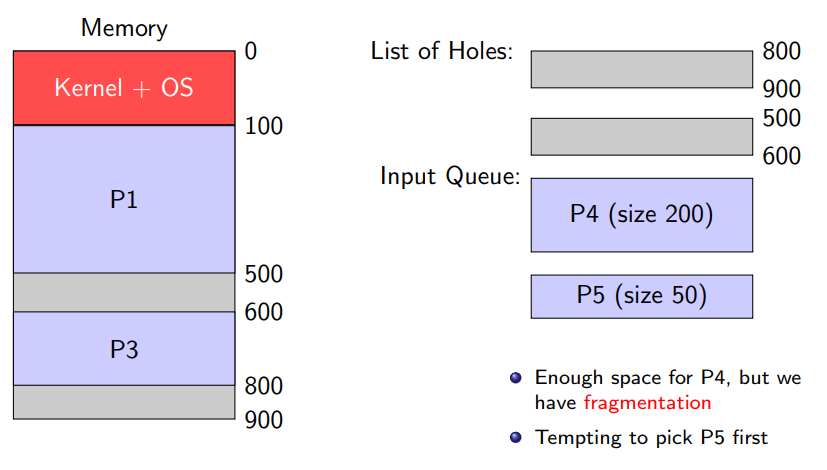 Memory
0
Kernel + OS
100
P1
500
600
P3
800
900
List of Holes:
800
900
500
600
Input Queue:
P4 (size 200)
P5 (size 50)
Enough space for P4, but we
have fragmentation
Tempting to pick P5 first